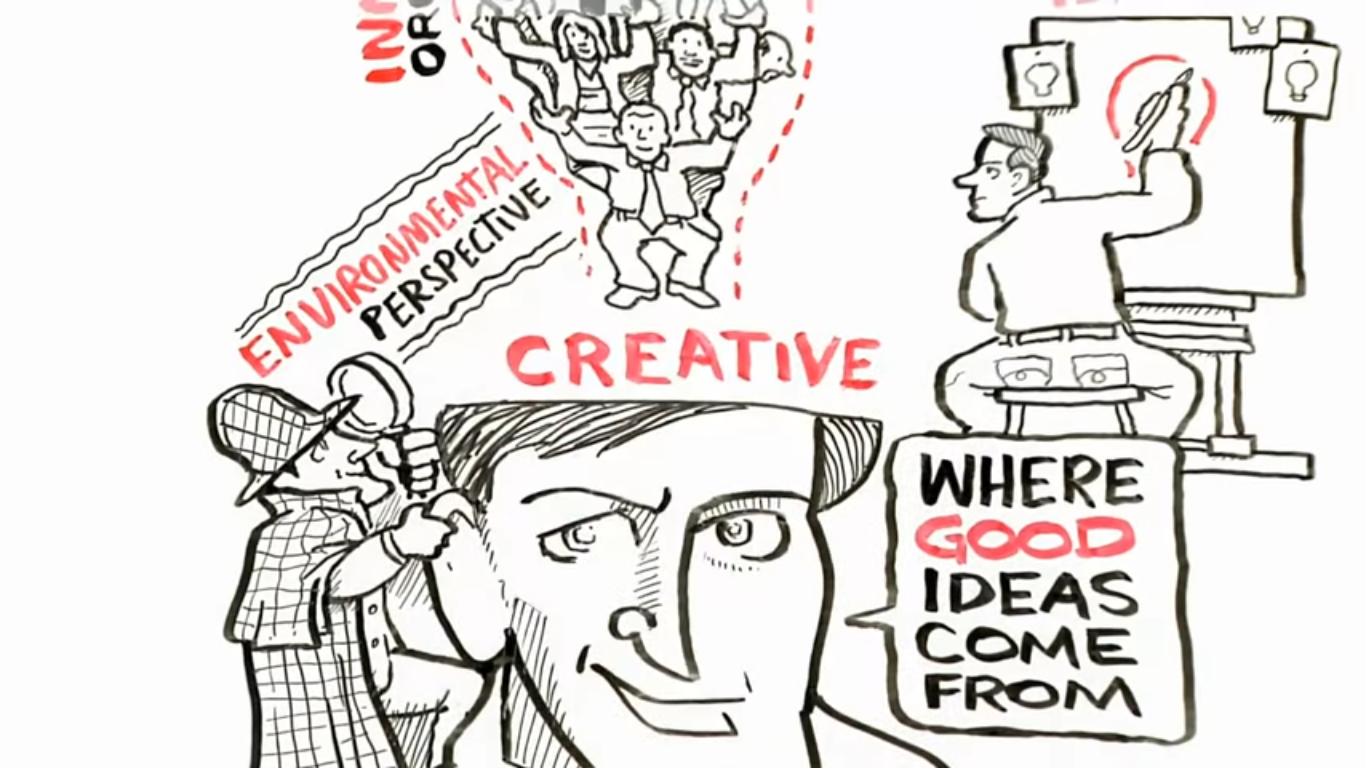 ENVIRONMENTAL
PERSPECTIVE
CREATIVE
WHERE
GOOD
IDEAS
COME
FROM